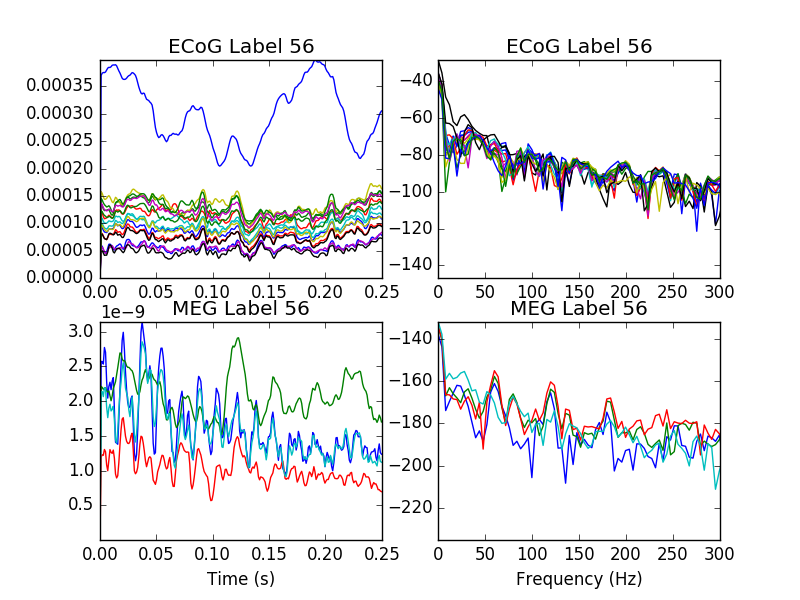 ECoG Label 56
0.00035
0.00030
0.00025
0.00020
0.00015
0.00010
0.00005
0.00000
0.00 0.05 0.10 0.15 0.20 0.25
ECoG Label 56
−40
−60
−80
−100
−120
−140
0 50 100 150 200 250 300
MEG Label 56
1e−9
3.0
2.5
2.0
1.5
1.0
0.5
0.00 0.05 0.10 0.15 0.20 0.25
Time (s)
MEG Label 56
−140
−160
−180
−200
−220
0 50 100 150 200 250 300
Frequency (Hz)